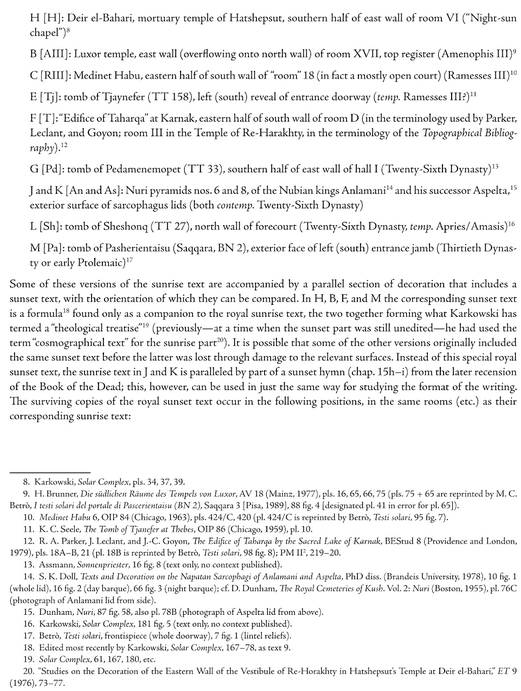 H [H]: Deir el-Bahari, mortuary temple of Hatshepsut, southern half of east wall of room VI ("Night-sun
chapel")8
B [AIII]: Luxor temple, east wall (overflowing onto north wall) of room XVII, top register (Amenophis III)9
C [RIII]: Medinet Habu, eastern half of south wall of "room" 18 (in fact a mostly open court) (Ramesses III)10
E [Tj]: tomb of Tjaynefer (TT 158), left (south) reveal of entrance doorway (temp. Ramesses III?)11
F [T]: "Edifice of Taharqa" at Karnak, eastern half of south wall of room D (in the terminology used by Parker,
Leclant, and Goyon; room III in the Temple of Re-Harakhty, in the terminology of the Topographical Bibliog-
raphy).12
G [Pd]: tomb of Pedamenemopet (TT 33), southern half of east wall of hall I (Twenty-Sixth Dynasty)13
J and K [An and As]: Nuri pyramids nos. 6 and 8, of the Nubian kings Anlamani14 and his successor Aspelta,15
exterior surface of sarcophagus lids (both contemp. Twenty-Sixth Dynasty)
L [Sh]: tomb of Sheshonq (TT 27), north wall of forecourt (Twenty-Sixth Dynasty, temp. Apries/Amasis)16
M [Pa]: tomb of Pasherientaisu (Saqqara, BN 2), exterior face of left (south) entrance jamb (Thirtieth Dynas-
ty or early Ptolemaic)17
Some of these versions of the sunrise text are accompanied by a parallel section of decoration that includes a
sunset text, with the orientation of which they can be compared. In H, B, F, and M the corresponding sunset text
is a formula18 found only as a companion to the royal sunrise text, the two together forming what Karkowski has
termed a "theological treatise"19 (previously—at a time when the sunset part was still unedited—he had used the
term "cosmographical text" for the sunrise part20). It is possible that some of the other versions originally included
the same sunset text before the latter was lost through damage to the relevant surfaces. Instead of this special royal
sunset text, the sunrise text in J and K is paralleled by part of a sunset hymn (chap. 15h–i) from the later recension
of the Book of the Dead; this, however, can be used in just the same way for studying the format of the writing.
The surviving copies of the royal sunset text occur in the following positions, in the same rooms (etc.) as their
corresponding sunrise text:
8. Karkowski, Solar Complex, pls. 34, 37, 39.
9. H. Brunner, Die südlichen Räume des Tempels von Luxor, AV 18 (Mainz, 1977), pls. 16, 65, 66, 75 (pls. 75 + 65 are reprinted by M. C.
Betrò, I testi solari del portale di Pascerientaisu (BN 2), Saqqara 3 [Pisa, 1989], 88 fig. 4 [designated pl. 41 in error for pl. 65]).
10. Medinet Habu 6, OIP 84 (Chicago, 1963), pls. 424/C, 420 (pl. 424/C is reprinted by Betrò, Testi solari, 95 fig. 7).
11. K. C. Seele, The Tomb of Tjanefer at Thebes, OIP 86 (Chicago, 1959), pl. 10.
12. R. A. Parker, J. Leclant, and J.-C. Goyon, The Edifice of Taharqa by the Sacred Lake of Karnak, BEStud 8 (Providence and London,
1979), pls. 18A–B, 21 (pl. 18B is reprinted by Betrò, Testi solari, 98 fig. 8); PM II², 219–20.
13. Assmann, Sonnenpriester, 16 fig. 8 (text only, no context published).
14. S. K. Doll, Texts and Decoration on the Napatan Sarcophagi of Anlamani and Aspelta, PhD diss. (Brandeis University, 1978), 10 fig. 1
(whole lid), 16 fig. 2 (day barque), 66 fig. 3 (night barque); cf. D. Dunham, The Royal Cemeteries of Kush. Vol. 2: Nuri (Boston, 1955), pl. 76C
(photograph of Anlamani lid from side).
15. Dunham, Nuri, 87 fig. 58, also pl. 78B (photograph of Aspelta lid from above).
16. Karkowski, Solar Complex, 181 fig. 5 (text only, no context published).
17. Betrò, Testi solari, frontispiece (whole doorway), 7 fig. 1 (lintel reliefs).
18. Edited most recently by Karkowski, Solar Complex, 167–78, as text 9.
19. Solar Complex, 61, 167, 180, etc.
20. "Studies on the Decoration of the Eastern Wall of the Vestibule of Re-Horakhty in Hatshepsut's Temple at Deir el-Bahari," ET 9
(1976), 73–77.